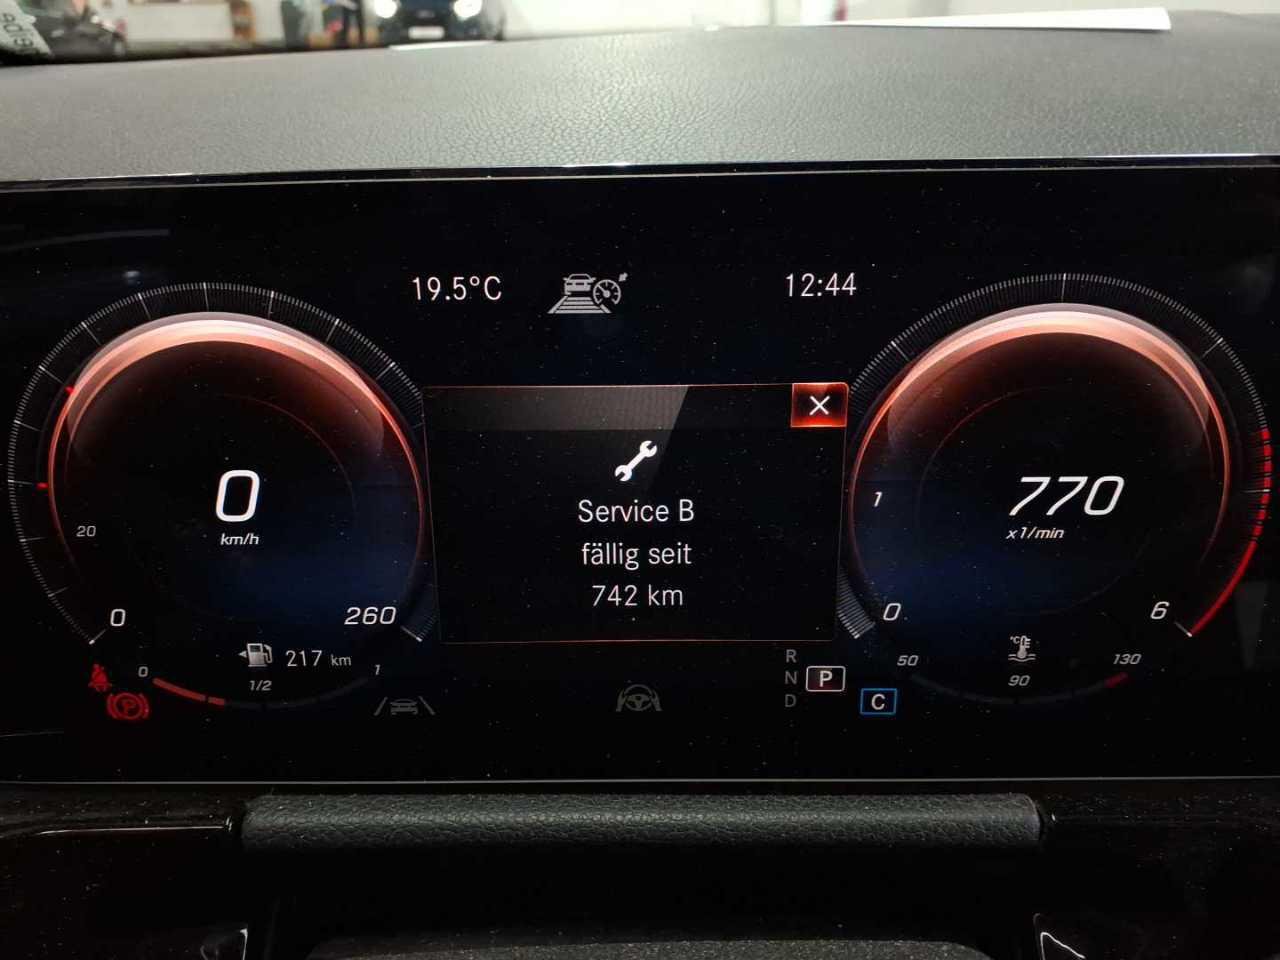 19.5°C
12:44
Service B
fällig seit
742 km
0
km/h
20
0
260
217 km
0
1/2
1
P
770
x1/min
1
0
6
R
N
D
P
C
50
90
130
°C°F